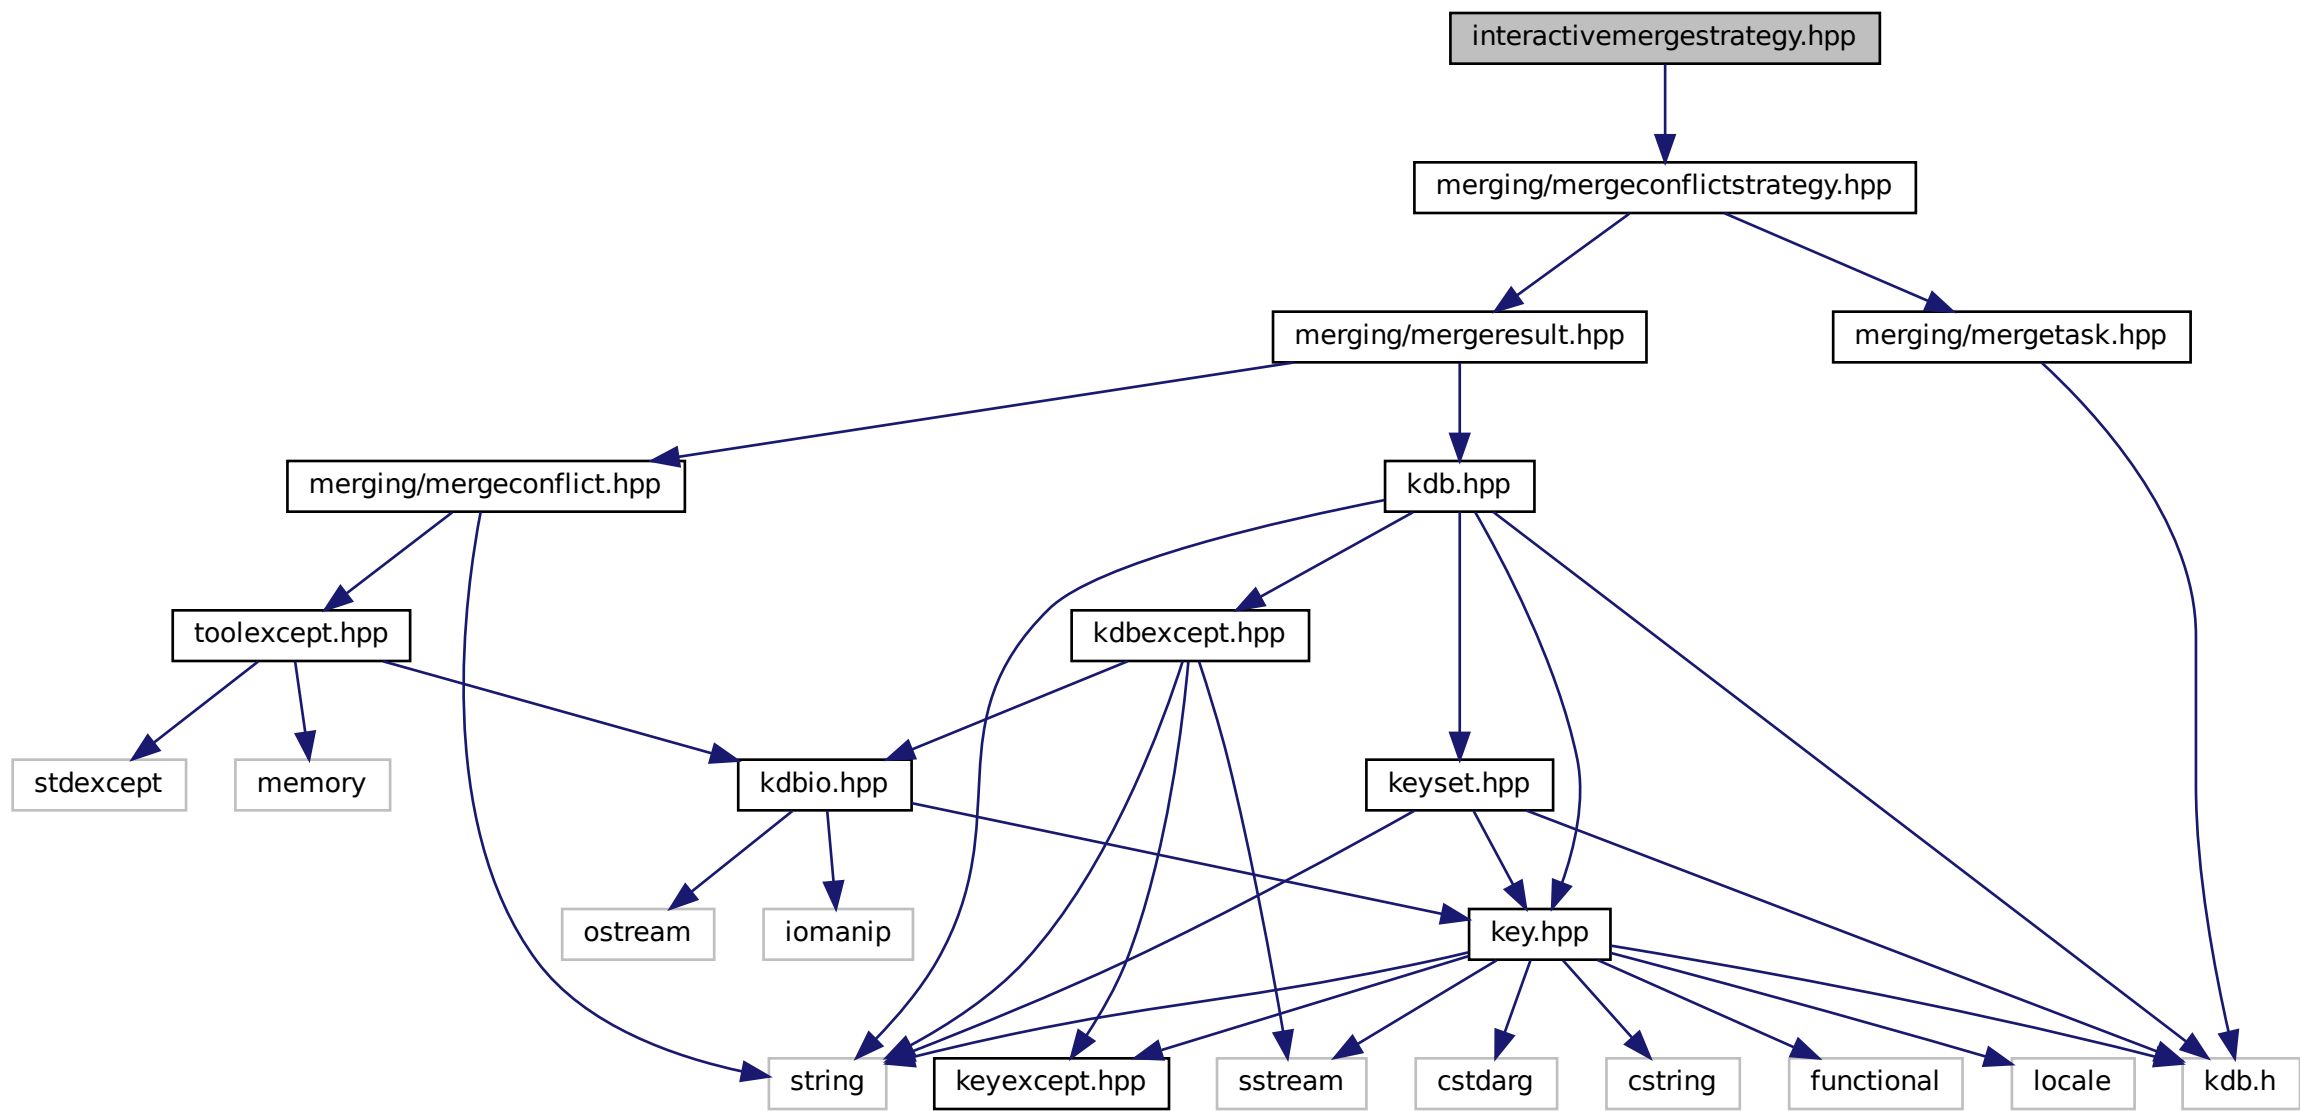 interactivemergestrategy.hpp
merging/mergeconflictstrategy.hpp
merging/mergeresult.hpp
merging/mergetask.hpp
merging/mergeconflict.hpp
kdb.hpp
toolexcept.hpp
kdbexcept.hpp
stdexcept
memory
kdbio.hpp
keyset.hpp
ostream
iomanip
key.hpp
string
keyexcept.hpp
sstream
cstdarg
cstring
functional
locale
kdb.h